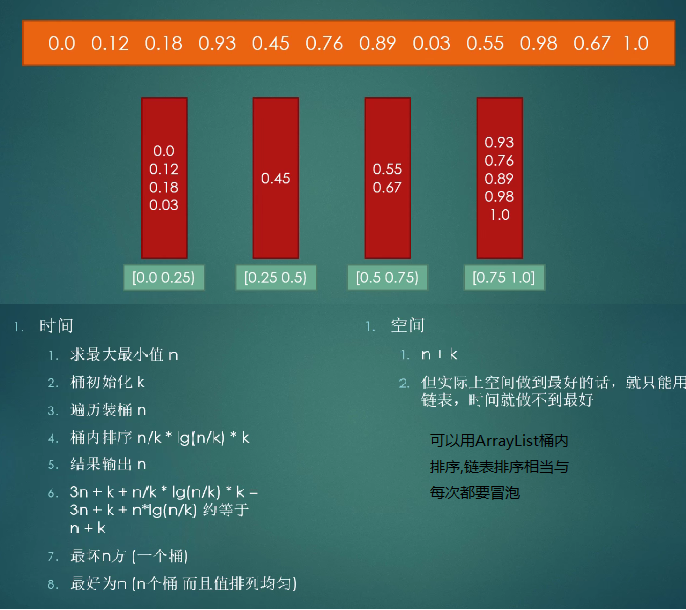 0.0 0.12 0.18 0.93 0.45 0.76 0.89 0.03 0.55 0.98 0.67 1.0
0.0
0.12
0.18
0.03
0.45
0.55
0.67
0.93
0.76
0.89
0.98
1.0
[0.0 0.25)
[0.25 0.5)
[0.5 0.75)
[0.75 1.0]
1. 时间
1. 求最大最小值 n
2. 桶初始化 k
3. 遍历装桶 n
4. 桶内排序 n/k * lg(n/k) * k
5. 结果输出 n
6. 3n + k + n/k * lg(n/k) * k =
3n + k + n*lg(n/k) 约等于
n + k
7. 最坏n方 (一个桶)
8. 最好为n (n个桶 而且值排列均匀)
1. 空间
1. n + k
2. 但实际上空间做到最好的话，就只能用
链表，时间就做不到最好
可以用ArrayList桶内
排序,链表排序相当与
每次都要冒泡